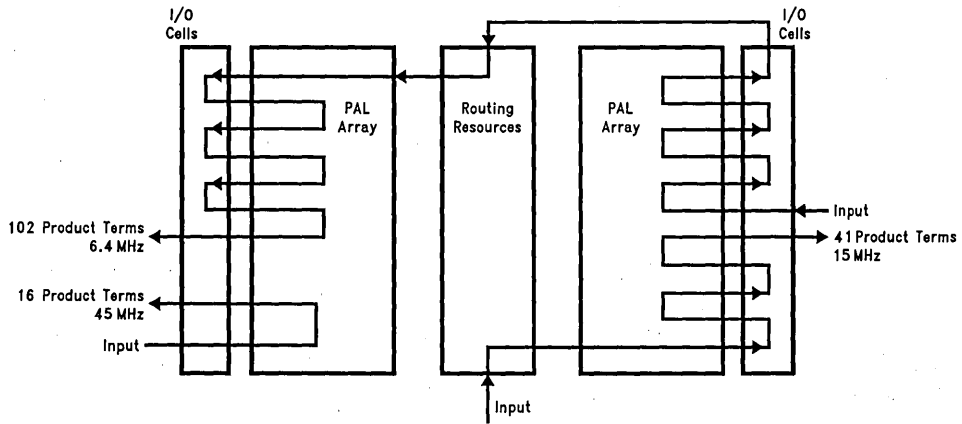 I/O
Cells
I/O
Cells
PAL
Array
Routing
Resources
PAL
Array
Input
102 Product Terms
6.4 MHz
41 Product Terms
15 MHz
16 Product Terms
45 MHz
Input
Input